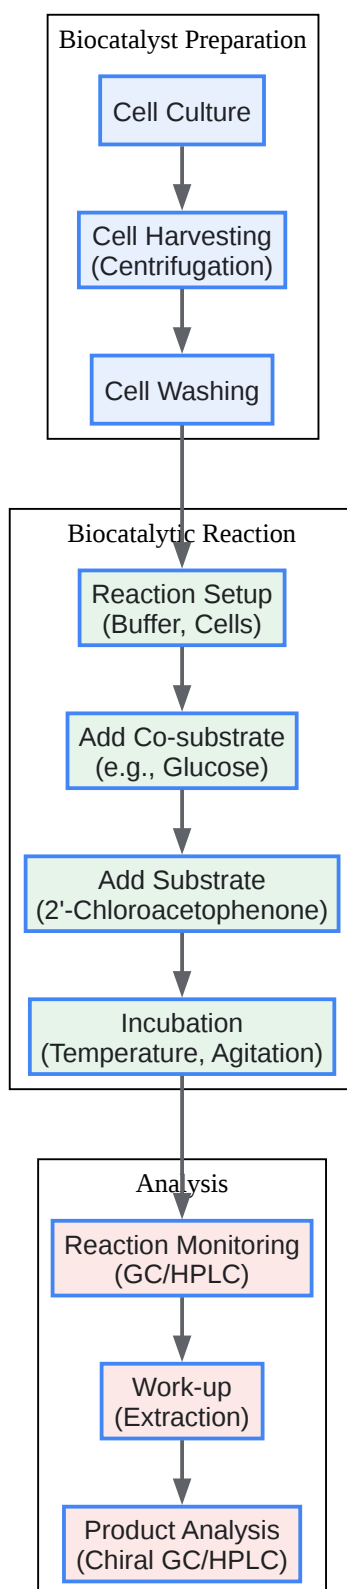 Biocatalyst Preparation
Cell Culture
Cell Harvesting
(Centrifugation)
Cell Washing
Biocatalytic Reaction
Reaction Setup
(Buffer, Cells)
Add Co-substrate
(e.g., Glucose)
Add Substrate
(2'-Chloroacetophenone)
Incubation
(Temperature, Agitation)
Analysis
Reaction Monitoring
(GC/HPLC)
Work-up
(Extraction)
Product Analysis
(Chiral GC/HPLC)